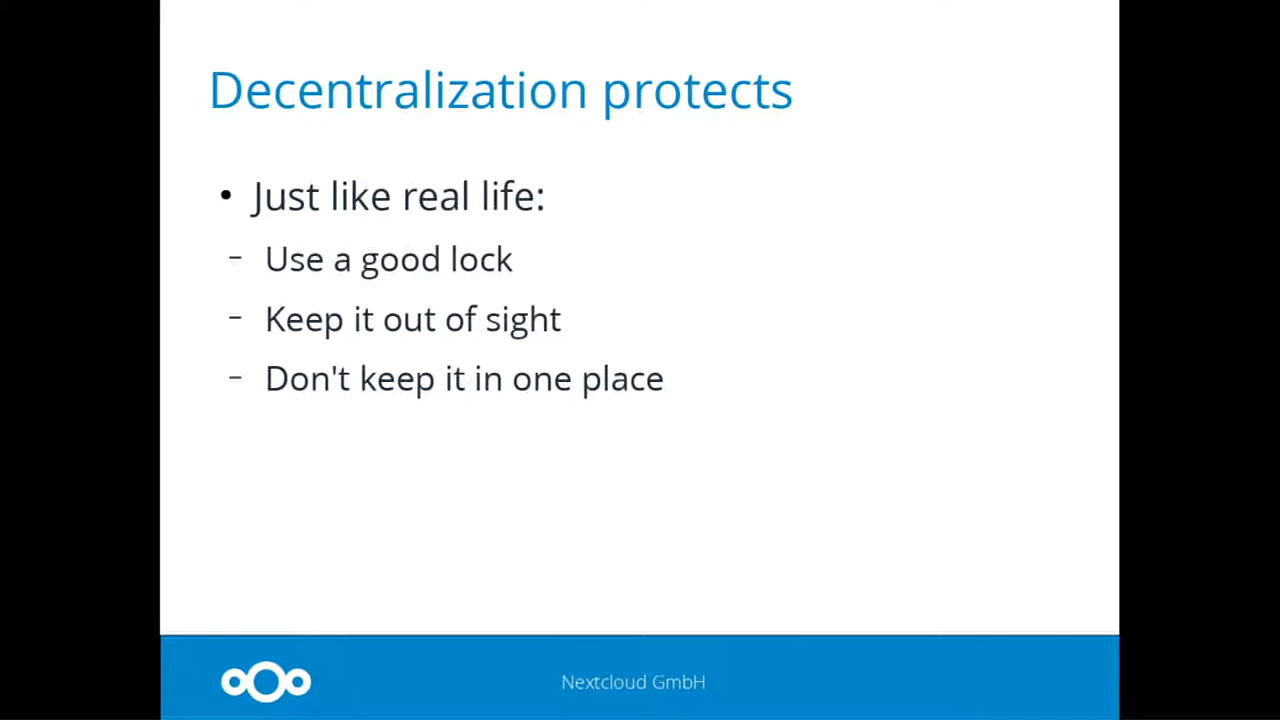 Decentralization protects
• Just like real life:
– Use a good lock
– Keep it out of sight
– Don't keep it in one place
Nextcloud GmbH